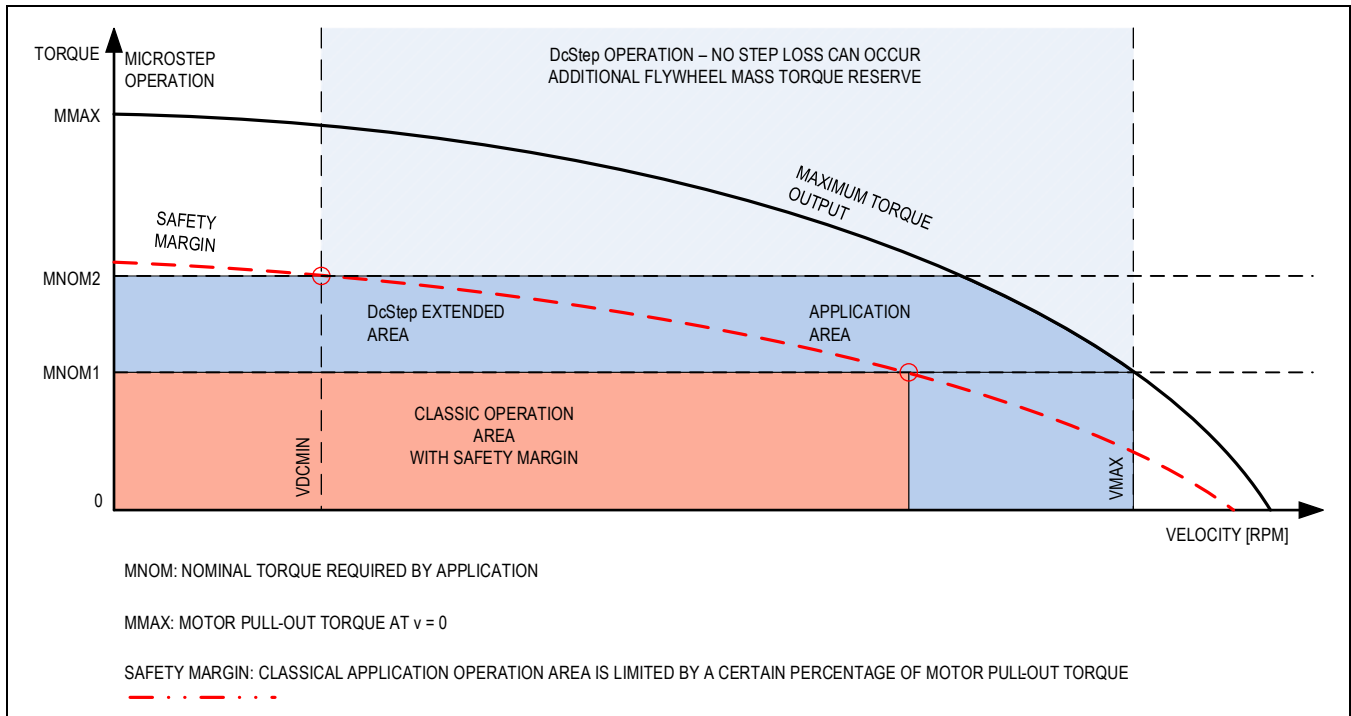 TORQUE
MICROSTEP
OPERATION
DcStep OPERATION – NO STEP LOSS CAN OCCUR
ADDITIONAL FLYWHEEL MASS TORQUE RESERVE
MMAX
MAXIMUM TORQUE
OUTPUT
SAFETY
MARGIN
MNOM2
DcStep EXTENDED
AREA
APPLICATION
AREA
MNOM1
CLASSIC OPERATION
AREA
WITH SAFETY MARGIN
VDCMIN
VMAX
0
VELOCITY [RPM]
MNOM: NOMINAL TORQUE REQUIRED BY APPLICATION
MMAX: MOTOR PULL-OUT TORQUE AT v = 0
SAFETY MARGIN: CLASSICAL APPLICATION OPERATION AREA IS LIMITED BY A CERTAIN PERCENTAGE OF MOTOR PULL-OUT TORQUE